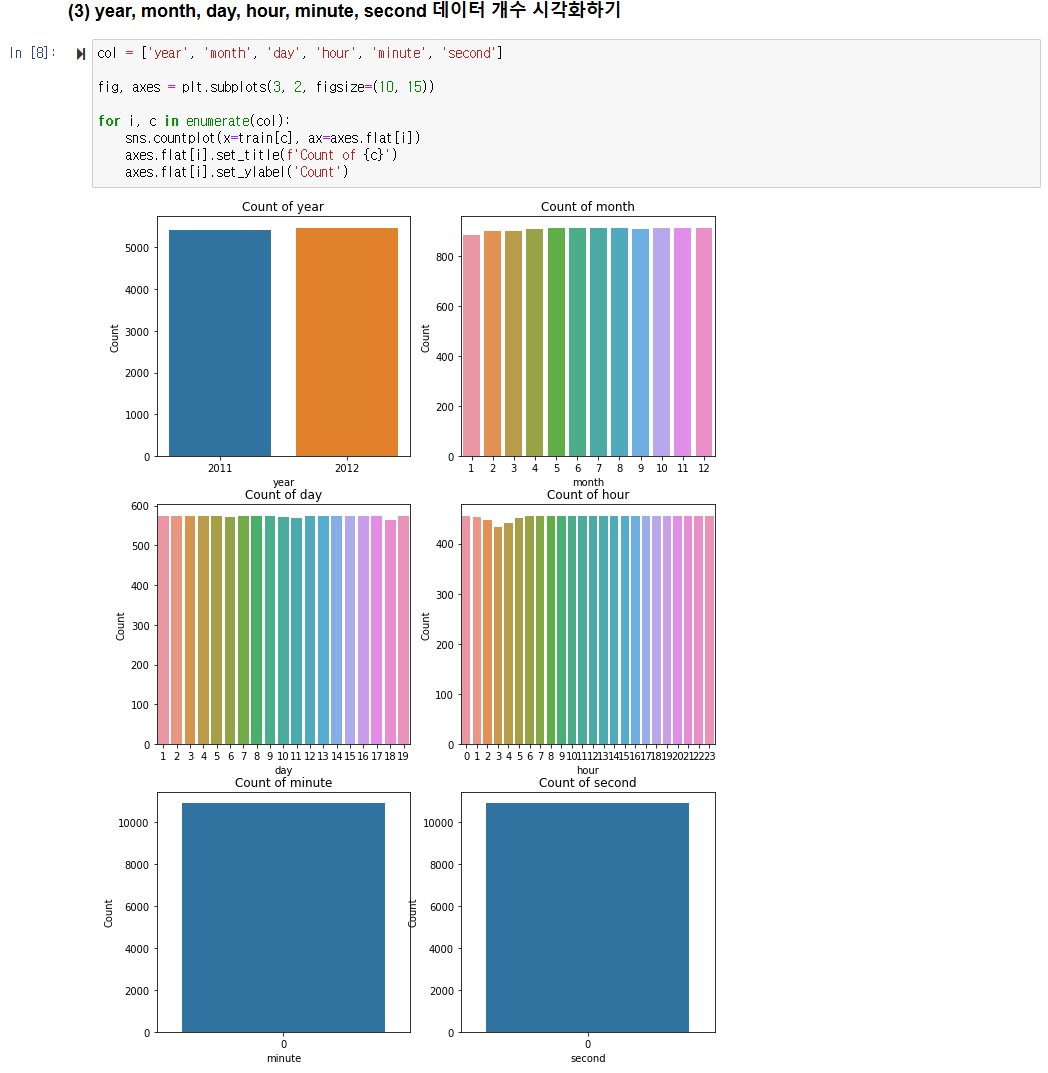 (3) year, month, day, hour, minute, second 데이터 개수 시각화하기
In [8]:
col = ['year', 'month', 'day', 'hour', 'minute', 'second']
fig, axes = plt.subplots(3, 2, figsize=(10, 15))
for i, c in enumerate(col):
sns.countplot(x=train[c], ax=axes.flat[i])
axes.flat[i].set_title(f'Count of {c}')
axes.flat[i].set_ylabel('Count')
Count of year
5000
4000
3000
2000
1000
0
Count
2011 2012
year
Count of month
800
600
400
200
0
Count
1 2 3 4 5 6 7 8 9 10 11 12
month
Count of day
600
500
400
300
200
100
0
Count
1 2 3 4 5 6 7 8 9 10 11 12 13 14 15 16 17 18 19
day
Count of hour
400
300
200
100
0
Count
0 1 2 3 4 5 6 7 8 9 10 11 12 13 14 15 16 17 18 19 20 21 22 23
hour
Count of minute
10000
8000
6000
4000
2000
0
Count
0
minute
Count of second
10000
8000
6000
4000
2000
0
Count
0
second